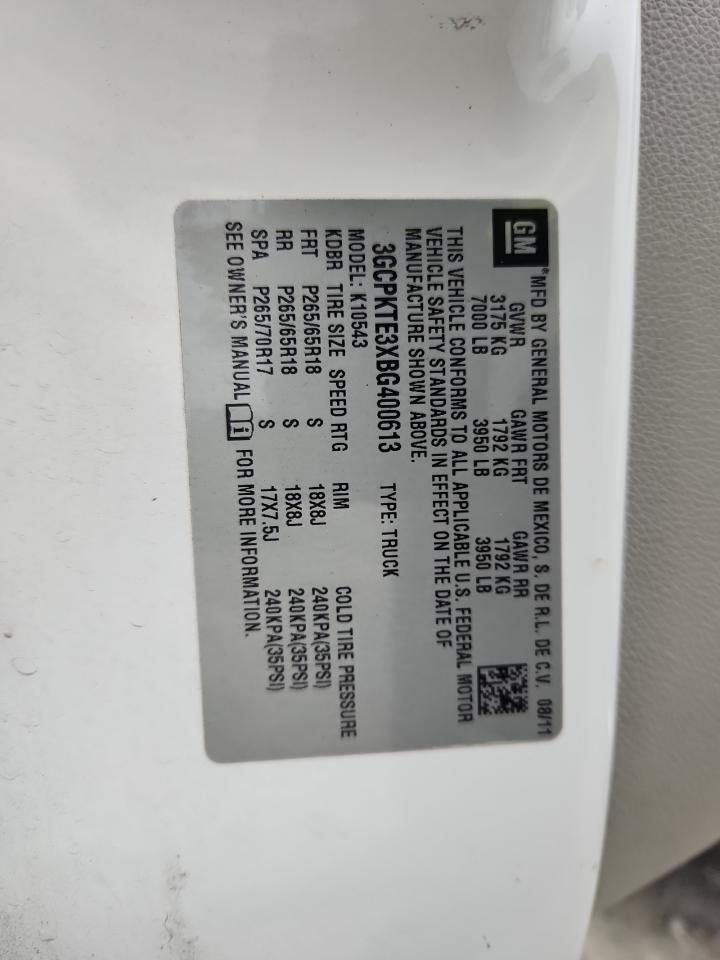 GM ® MFD BY GENERAL MOTORS DE MEXICO, S. DE R.L. DE C.V. 08/11
GVWR GAWR FRT GAWR RR
3175 KG 1792 KG 1792 KG
7000 LB 3950 LB 3950 LB
THIS VEHICLE CONFORMS TO ALL APPLICABLE U.S. FEDERAL MOTOR
VEHICLE SAFETY STANDARDS IN EFFECT ON THE DATE OF
MANUFACTURE SHOWN ABOVE.
3GCPKTE3XBG400613 TYPE: TRUCK
MODEL: K10543
KDBR TIRE SIZE SPEED RTG RIM COLD TIRE PRESSURE
FRT P265/65R18 S 18X8J 240KPA(35PSI)
RR P265/65R18 S 18X8J 240KPA(35PSI)
SPA P265/70R17 S 17X7.5J 240KPA(35PSI)
SEE OWNER'S MANUAL i FOR MORE INFORMATION.